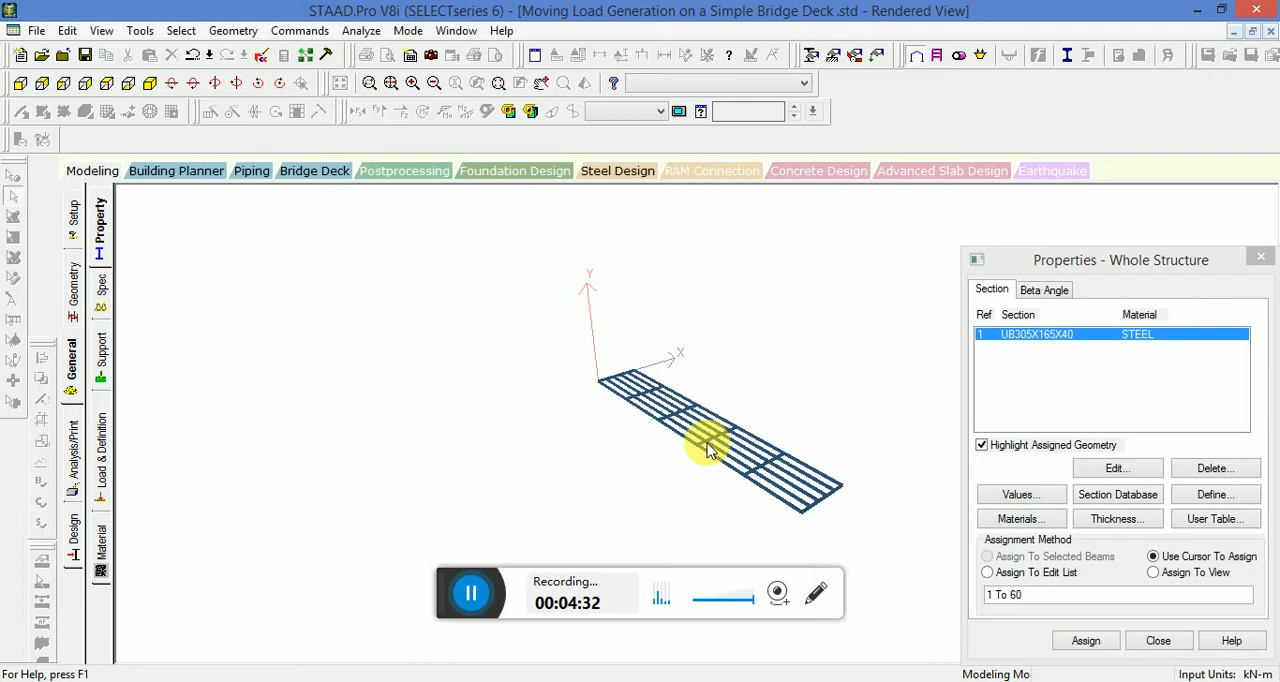 STAAD.Pro V8i (SELECTseries 6) - [Moving Load Generation on a Simple Bridge Deck .std - Rendered View]
File Edit View Tools Select Geometry Commands Analyze Mode Window Help
Modeling Building Planner Piping Bridge Deck Postprocessing Foundation Design Steel Design RAM Connection Concrete Design Advanced Slab Design Earthquake
Setup
Geometry
General
Analysis/Print
Design
Property
Spec
Support
Load & Definition
Material
Y
X
Properties - Whole Structure
Section Beta Angle
Ref Section Material
1 UB305X165X40 STEEL
Highlight Assigned Geometry
Edit... Delete...
Values... Section Database Define...
Materials... Thickness... User Table...
Assignment Method
Assign To Selected Beams Use Cursor To Assign
Assign To Edit List Assign To View
1 To 60
Assign Close Help
Recording...
00:04:32
For Help, press F1 Modeling Mo Input Units: kN-m